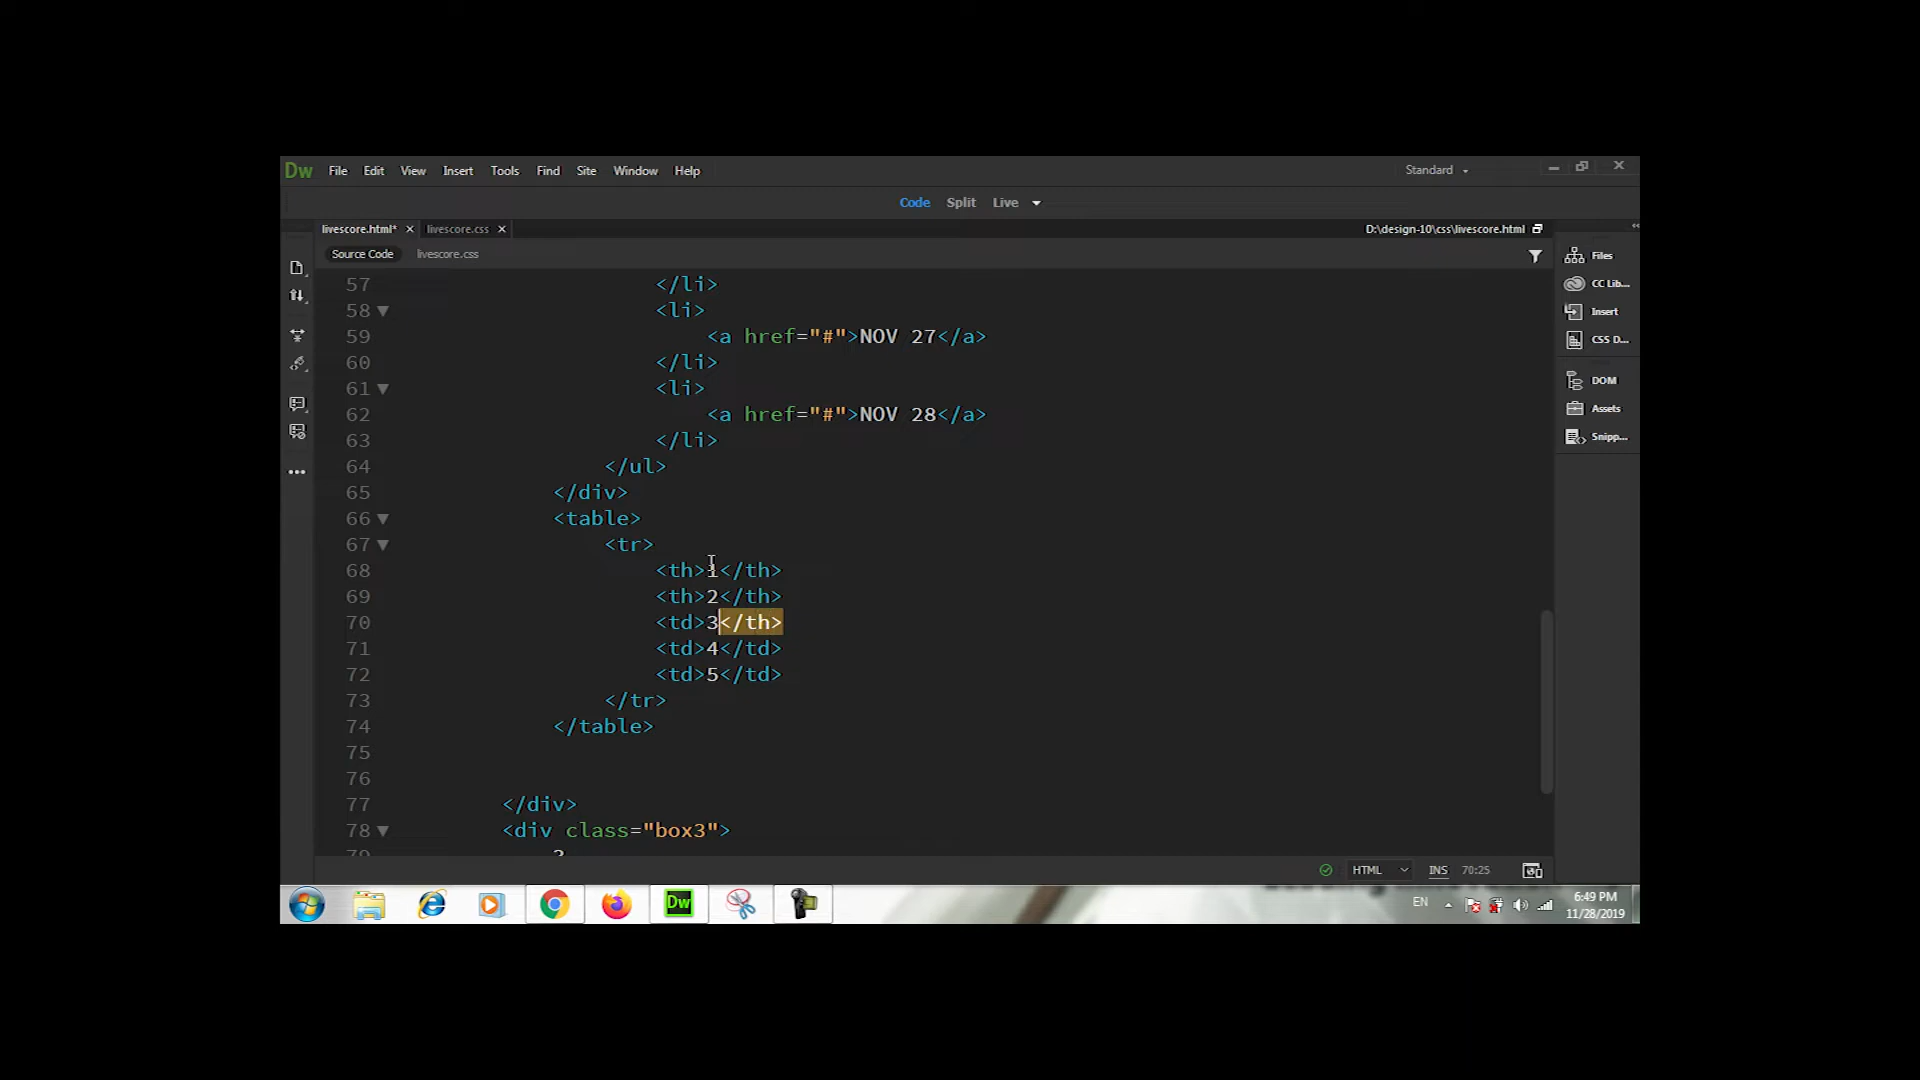 Dw File Edit View Insert Tools Find Site Window Help Standard
Code Split Live
livescore.html* livescore.css D:\design-10\css\livescore.html
Source Code livescore.css
Files
CC Lib...
Insert
CSS D...
DOM
Assets
Snipp...
57 </li>
58 <li>
59 <a href="#">NOV 27</a>
60 </li>
61 <li>
62 <a href="#">NOV 28</a>
63 </li>
64 </ul>
65 </div>
66 <table>
67 <tr>
68 <th>1</th>
69 <th>2</th>
70 <td>3</th>
71 <td>4</td>
72 <td>5</td>
73 </tr>
74 </table>
75
76
77 </div>
78 <div class="box3">
HTML INS 70:25
Dw EN 6:49 PM
11/28/2019